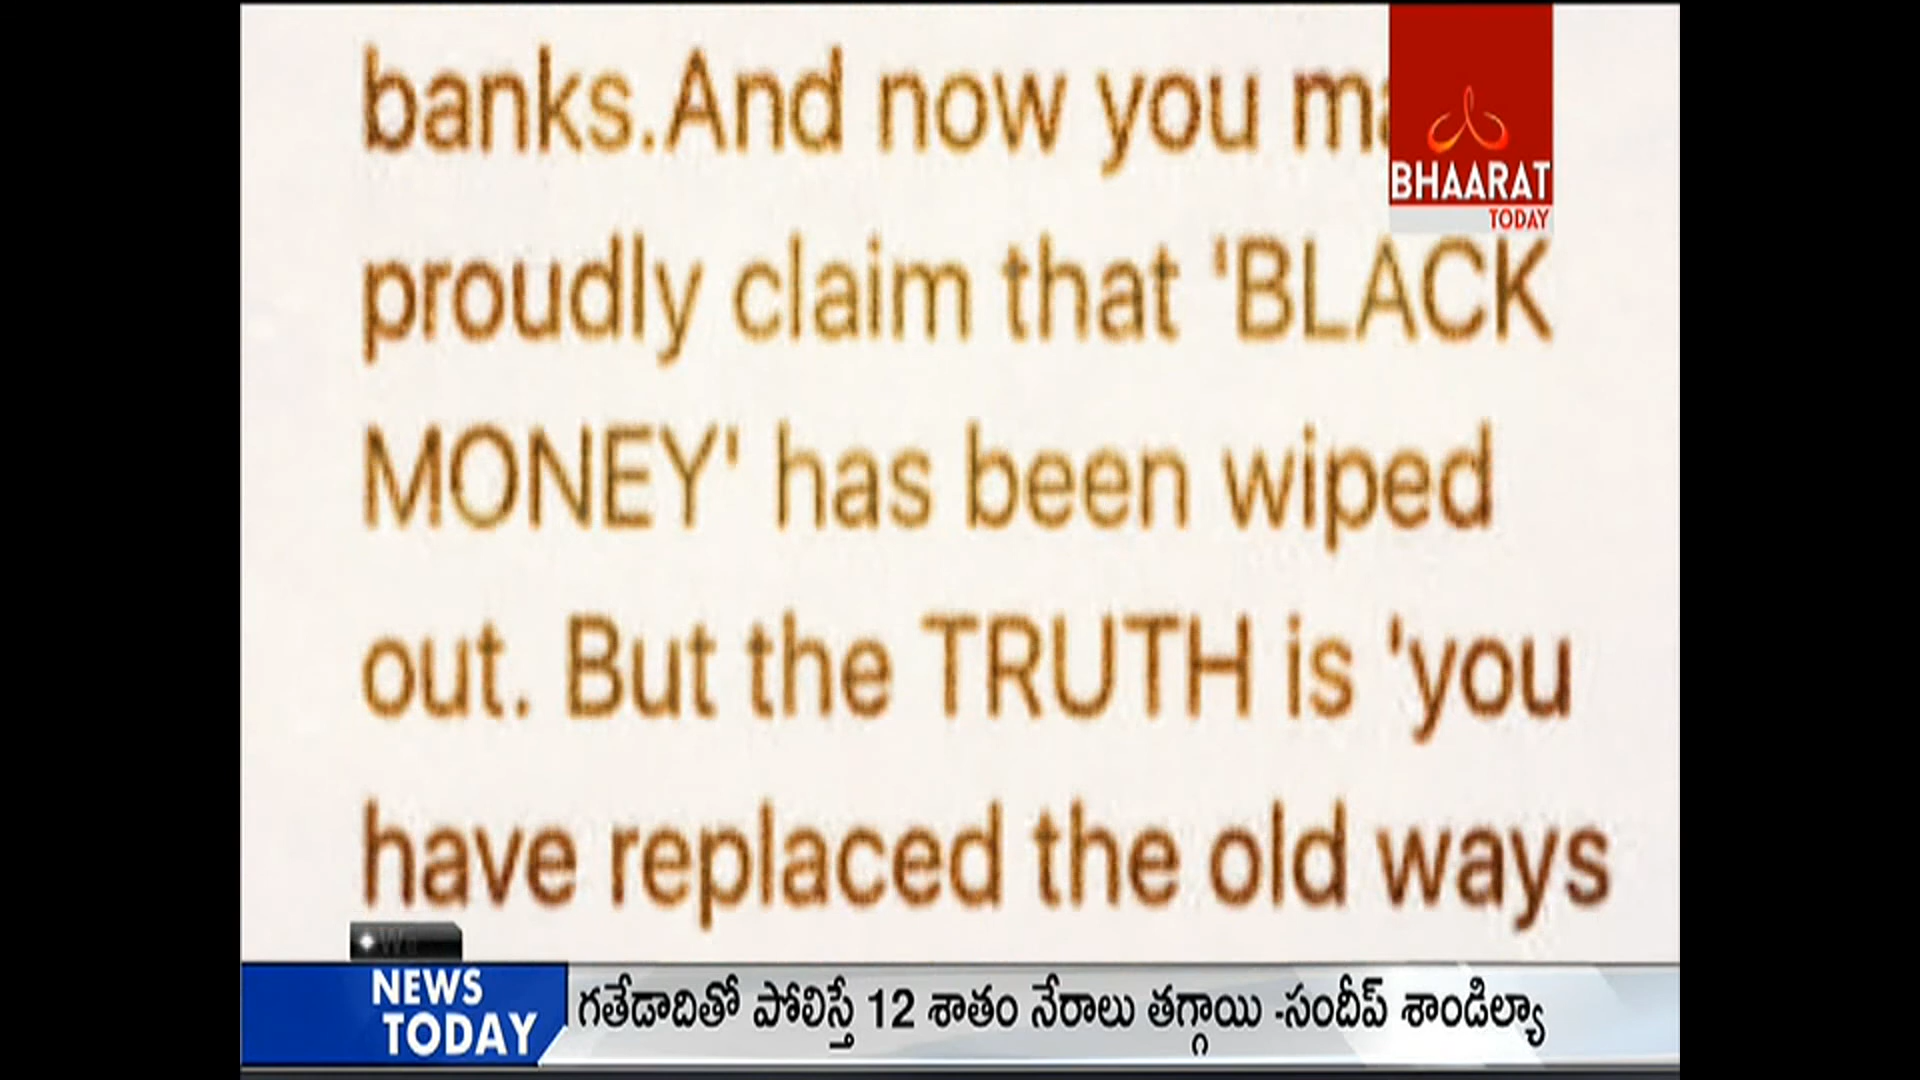 banks.And now you ma
proudly claim that 'BLACK
MONEY' has been wiped
out. But the TRUTH is 'you
have replaced the old ways
BHAARAT
TODAY
NEWS
TODAY
గతేడాదితో పోలిస్తే 12 శాతం నేరాలు తగ్గాయి -సందీప్ శాండిల్యా